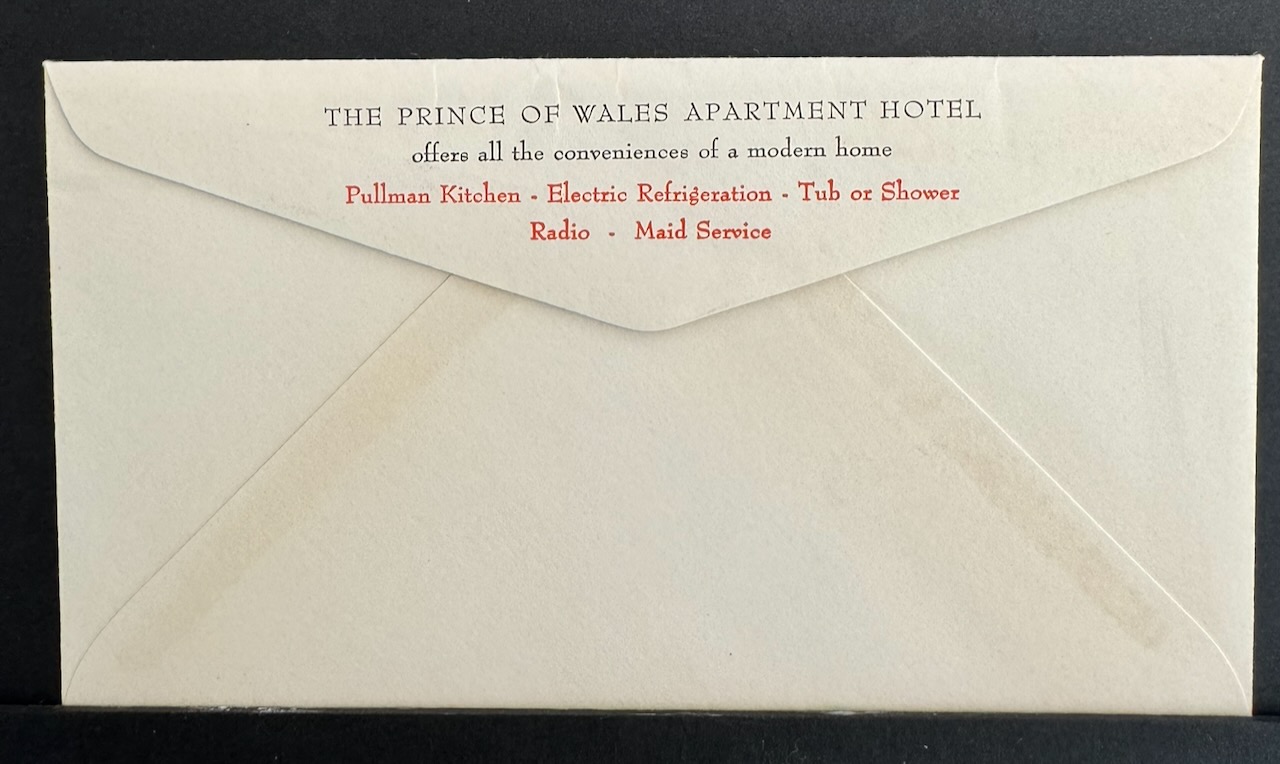 THE PRINCE OF WALES APARTMENT HOTEL
offers all the conveniences of a modern home
Pullman Kitchen - Electric Refrigeration - Tub or Shower
Radio - Maid Service